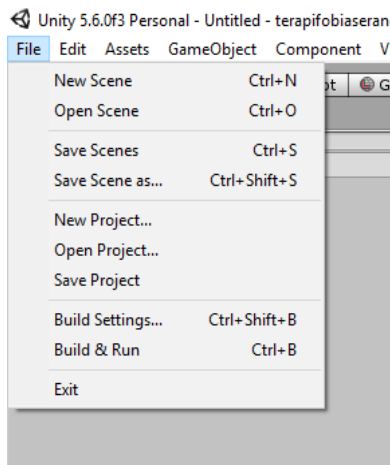 Unity 5.6.0f3 Personal - Untitled - terapifobiaseran
File Edit Assets GameObject Component V
New Scene Ctrl+N
Open Scene Ctrl+O
Save Scenes Ctrl+S
Save Scene as... Ctrl+Shift+S
New Project...
Open Project...
Save Project
Build Settings... Ctrl+Shift+B
Build & Run Ctrl+B
Exit